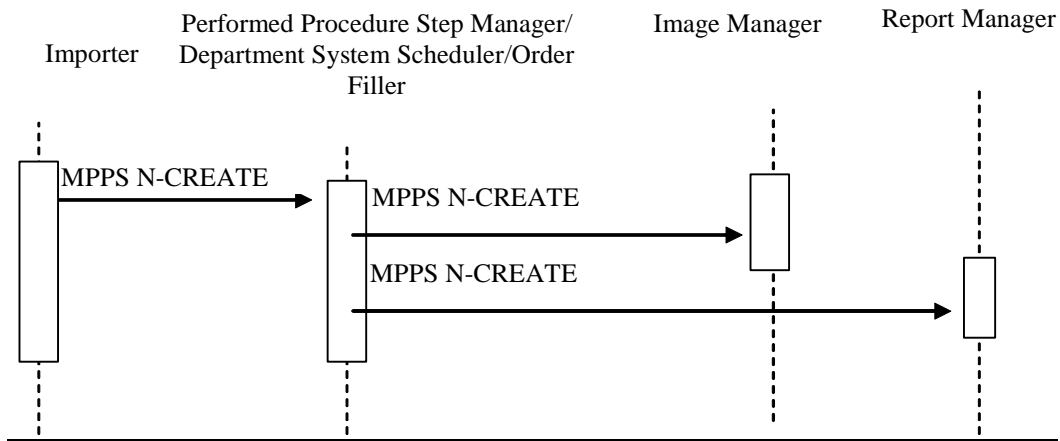 Importer
Performed Procedure Step Manager/
Department System Scheduler/Order
Filler
Image Manager
Report Manager
MPPS N-CREATE
MPPS N-CREATE
MPPS N-CREATE